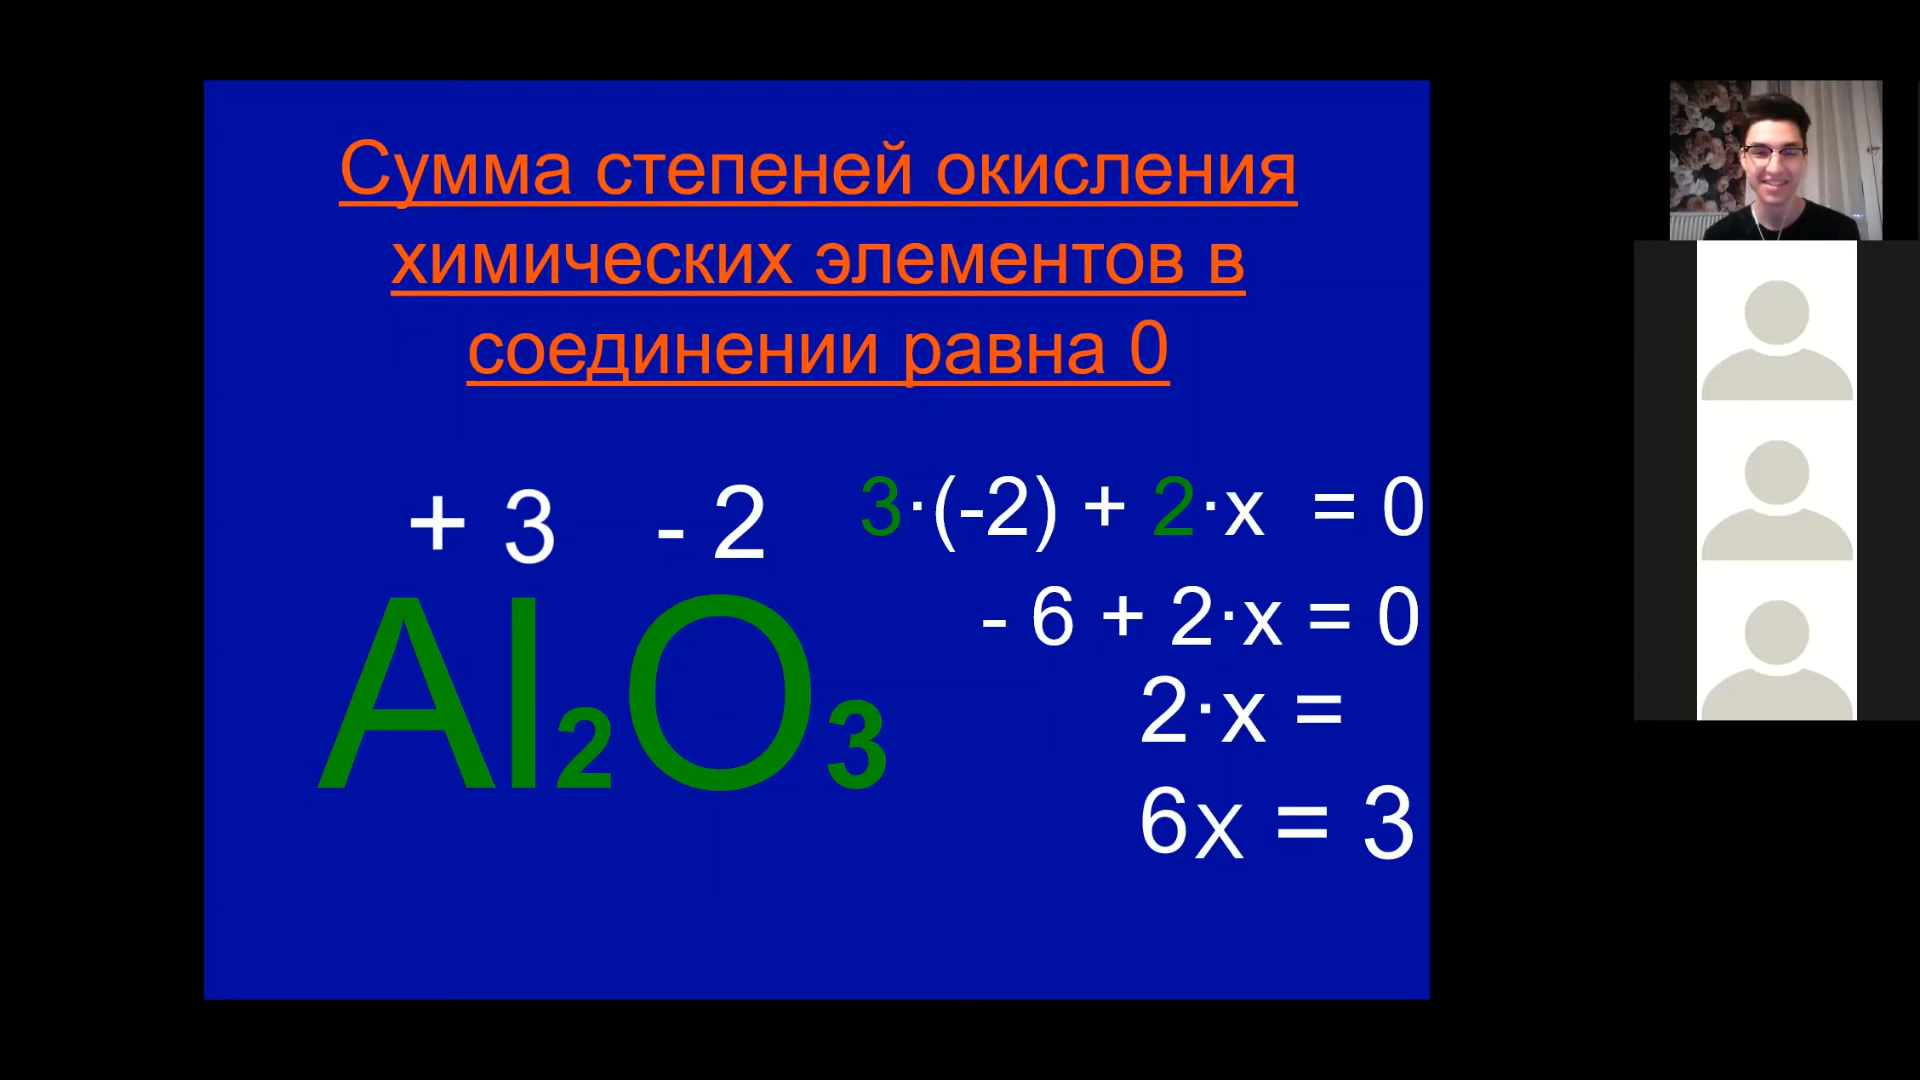 Сумма степеней окисления
химических элементов в
соединении равна 0
+ 3 - 2
Al2O3
3·(-2) + 2·x = 0
- 6 + 2·x = 0
2·x =
6x = 3